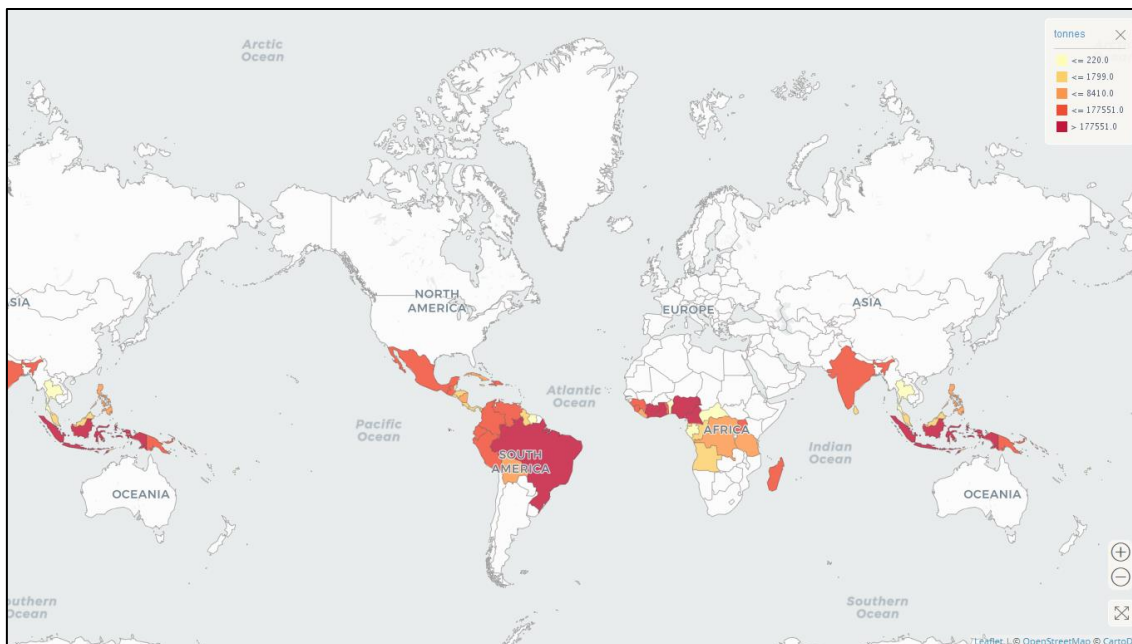 Arctic
Ocean
tonnes
<= 220.0
<= 1799.0
<= 8410.0
<= 177551.0
> 177551.0
NORTH
AMERICA
EUROPE
ASIA
SIA
Atlantic
Ocean
Pacific
Ocean
AFRICA
Indian
Ocean
SOUTH
AMERICA
OCEANIA
OCEANIA
outhern
Ocean
Southern
Ocean
Leaflet | © OpenStreetMap © CartoD